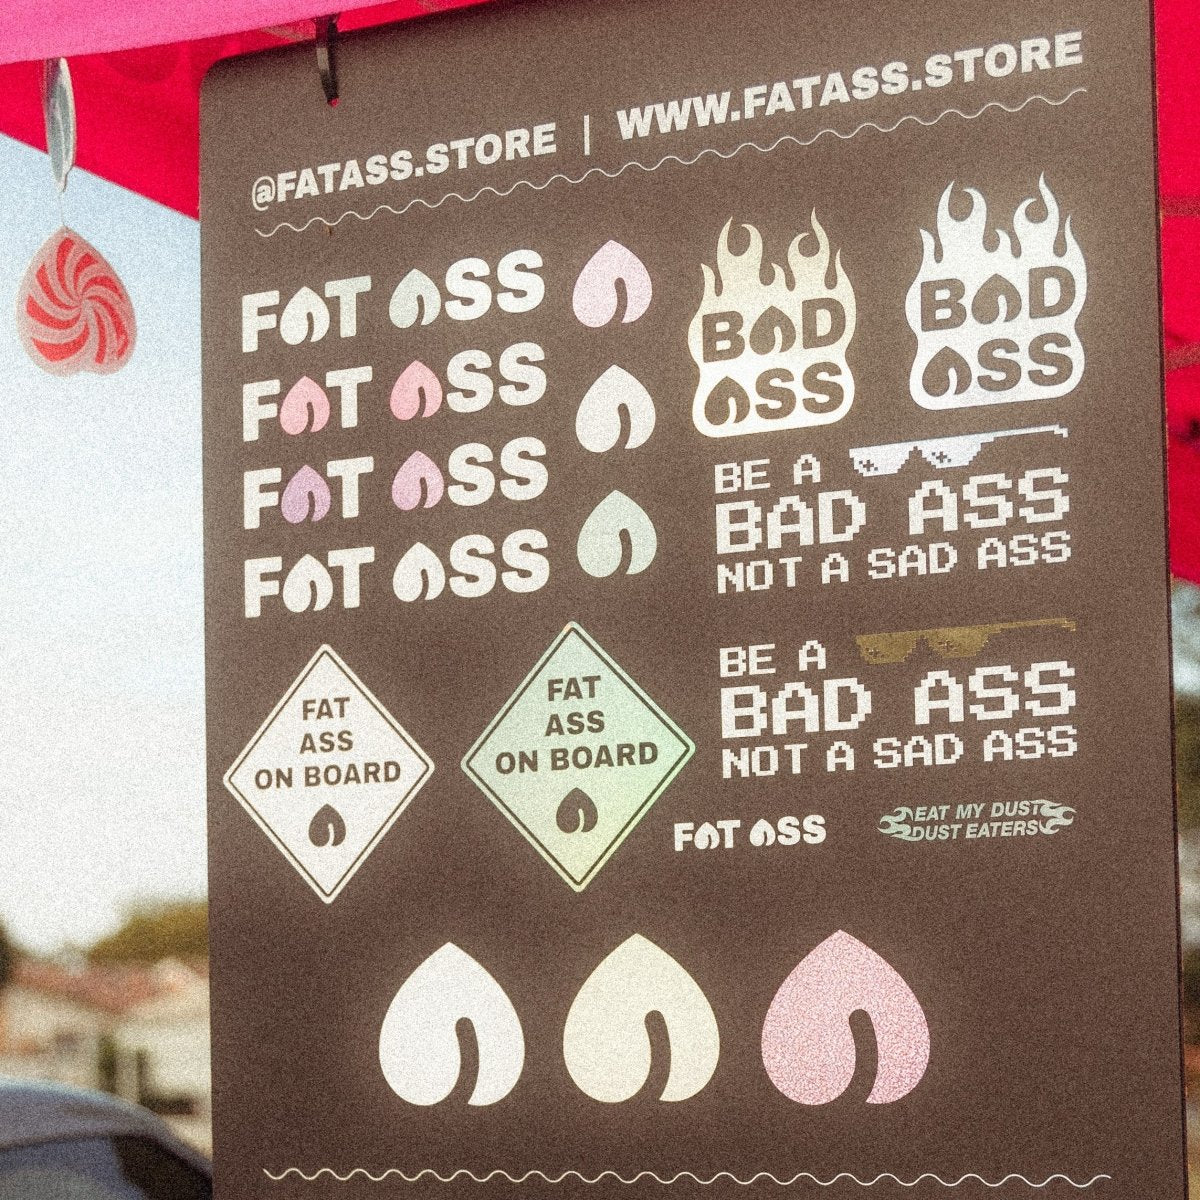 @FATASS.STORE | WWW.FATASS.STORE
FAT ASS
FAT ASS
FAT ASS
FAT ASS
BAD
ASS
BAD
ASS
BE A
BAD ASS
NOT A SAD ASS
BE A
BAD ASS
NOT A SAD ASS
FAT
ASS
ON BOARD
FAT
ASS
ON BOARD
FAT ASS
EAT MY DUST
DUST EATERS